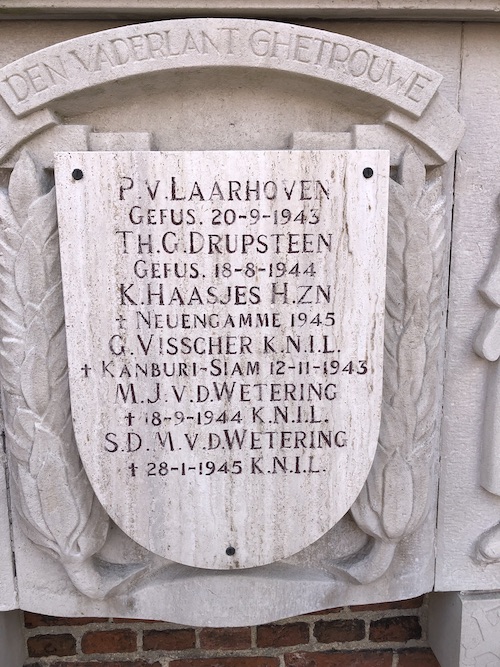 DEN VADERLANT GHETROUWE
P.V. LAARHOVEN
GEFUS. 20-9-1943
TH.G. DRUPSTEEN
GEFUS. 18-8-1944
K. HAASJES H.ZN
† NEUENGAMME 1945
G. VISSCHER K.N.I.L.
† KANBURI-SIAM 12-11-1943
M.J.V.D. WETERING
† 18-9-1944 K.N.I.L.
S.D.M.V.D. WETERING
† 28-1-1945 K.N.I.L.